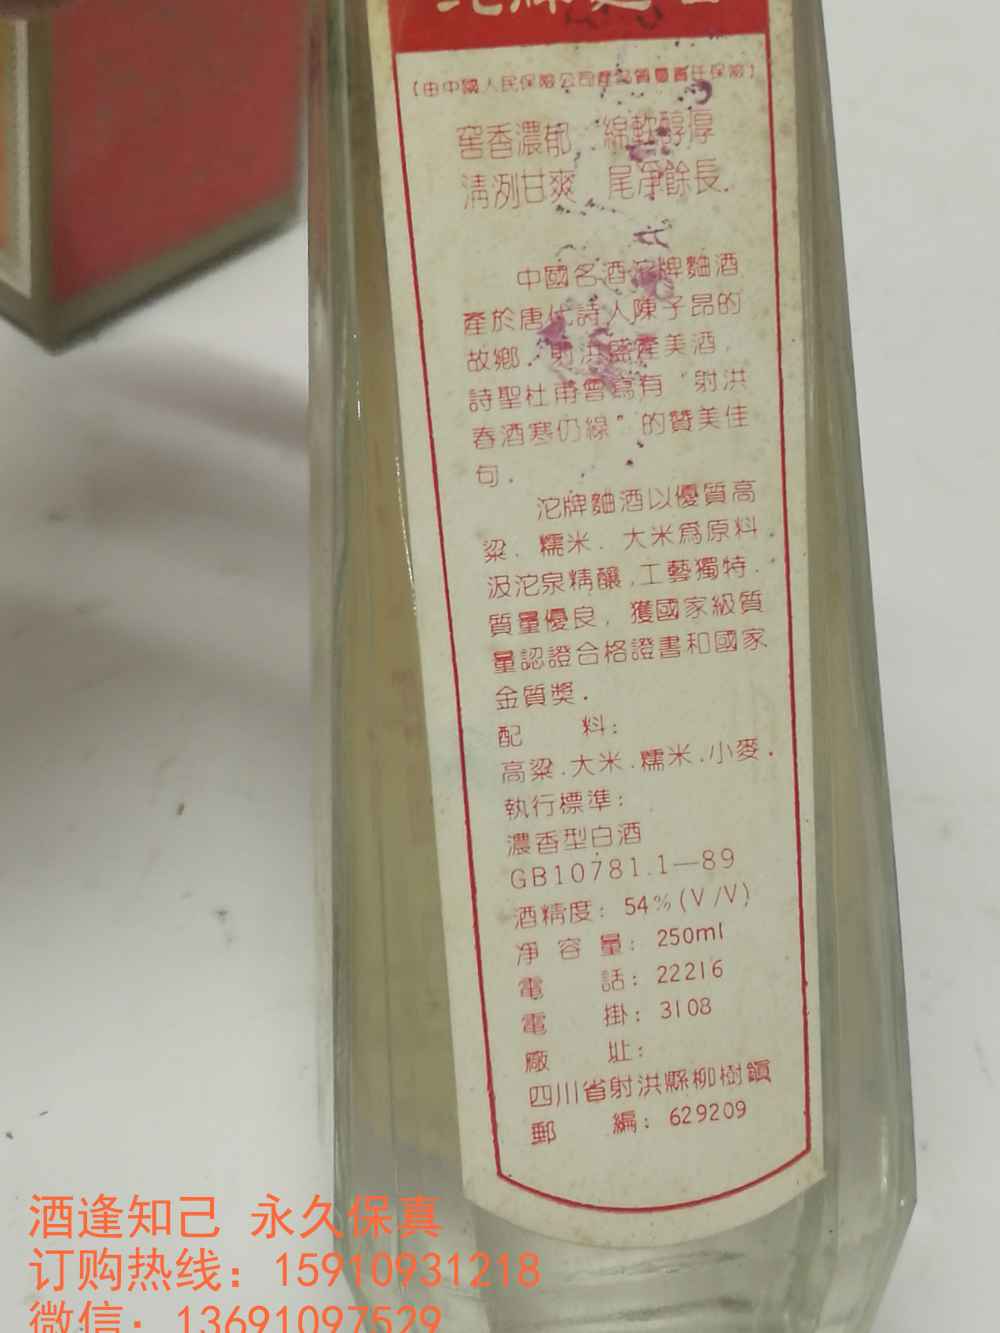 沱牌麯酒
(由中國人民保險公司產品質量責任保險)
窖香濃郁 綿軟醇厚
清冽甘爽 尾淨餘長.
中國名酒沱牌麯酒
產於唐代詩人陳子昂的
故鄉.射洪盛產美酒,
詩聖杜甫曾寫有“射洪
春酒寒仍綠”的贊美佳
句.
沱牌麯酒以優質高
粱、糯米、大米爲原料,
汲沱泉精釀,工藝獨特.
質量優良,獲國家級質
量認證合格證書和國家
金質獎.
配 料:
高粱.大米.糯米.小麥.
執行標準:
濃香型白酒
GB10781.1—89
酒精度: 54%(V/V)
凈容量: 250ml
電 話: 22216
電 掛: 3108
廠 址:
四川省射洪縣柳樹鎮
郵 編: 629209
酒逢知己 永久保真
订购热线: 15910931218
微信: 13691097529